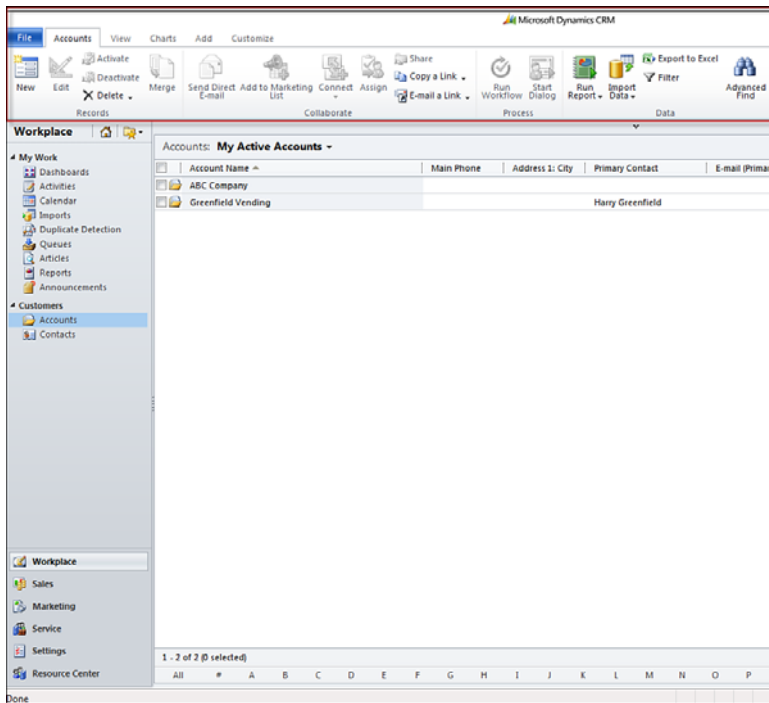 Microsoft Dynamics CRM
File Accounts View Charts Add Customize
New
Edit
Activate
Deactivate
Delete
Merge
Send Direct E-mail
Add to Marketing List
Connect
Assign
Share
Copy a Link
E-mail a Link
Run Workflow
Start Dialog
Run Report
Import Data
Export to Excel
Filter
Advanced Find
Records Collaborate Process Data
Workplace
My Work
Dashboards
Activities
Calendar
Imports
Duplicate Detection
Queues
Articles
Reports
Announcements
Customers
Accounts
Contacts
Accounts: My Active Accounts
Account Name Main Phone Address 1: City Primary Contact E-mail (Prima
ABC Company
Greenfield Vending Harry Greenfield
Workplace
Sales
Marketing
Service
Settings
Resource Center
1 - 2 of 2 (0 selected)
All # A B C D E F G H I J K L M N O P
Done